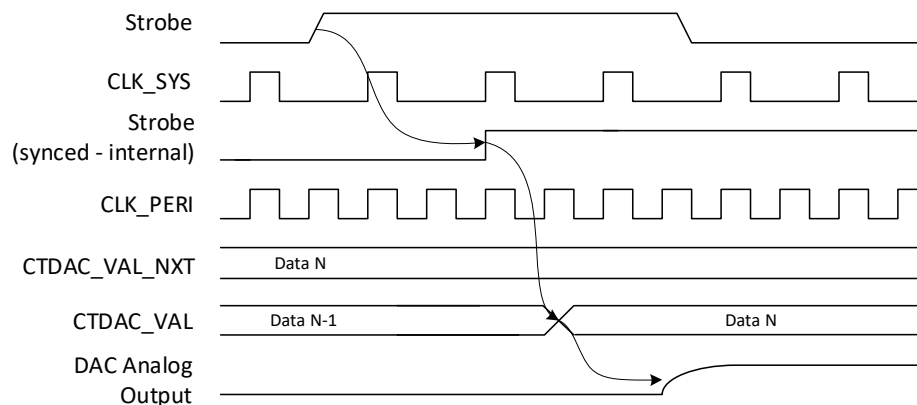 Strobe
CLK_SYS
Strobe
(synced - internal)
CLK_PERI
CTDAC_VAL_NXT
Data N
CTDAC_VAL
Data N-1
Data N
DAC Analog
Output